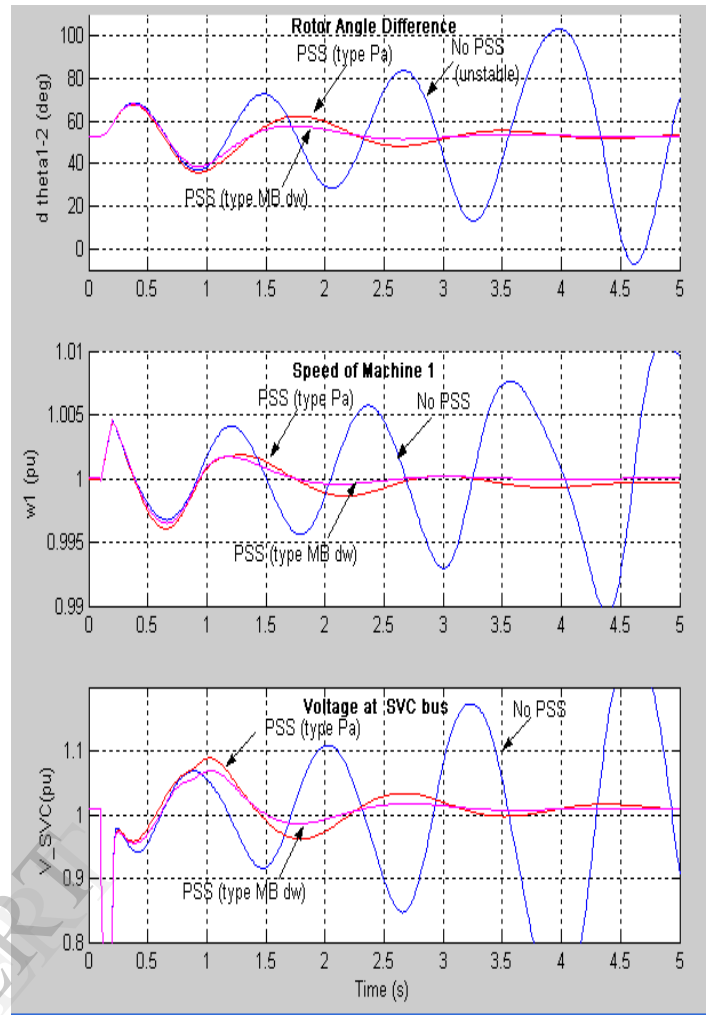 Rotor Angle Difference
PSS (type Pa)
No PSS
(unstable)
PSS (type MB dw)
d theta1-2 (deg)
100
80
60
40
20
0
0 0.5 1 1.5 2 2.5 3 3.5 4 4.5 5
Speed of Machine 1
PSS (type Pa)
No PSS
PSS (type MB dw)
w1 (pu)
1.01
1.005
1
0.995
0.99
0 0.5 1 1.5 2 2.5 3 3.5 4 4.5 5
Voltage at SVC bus
PSS (type Pa)
No PSS
PSS (type MB dw)
V_SVC(pu)
1.1
1
0.9
0.8
0 0.5 1 1.5 2 2.5 3 3.5 4 4.5 5
Time (s)
ERT